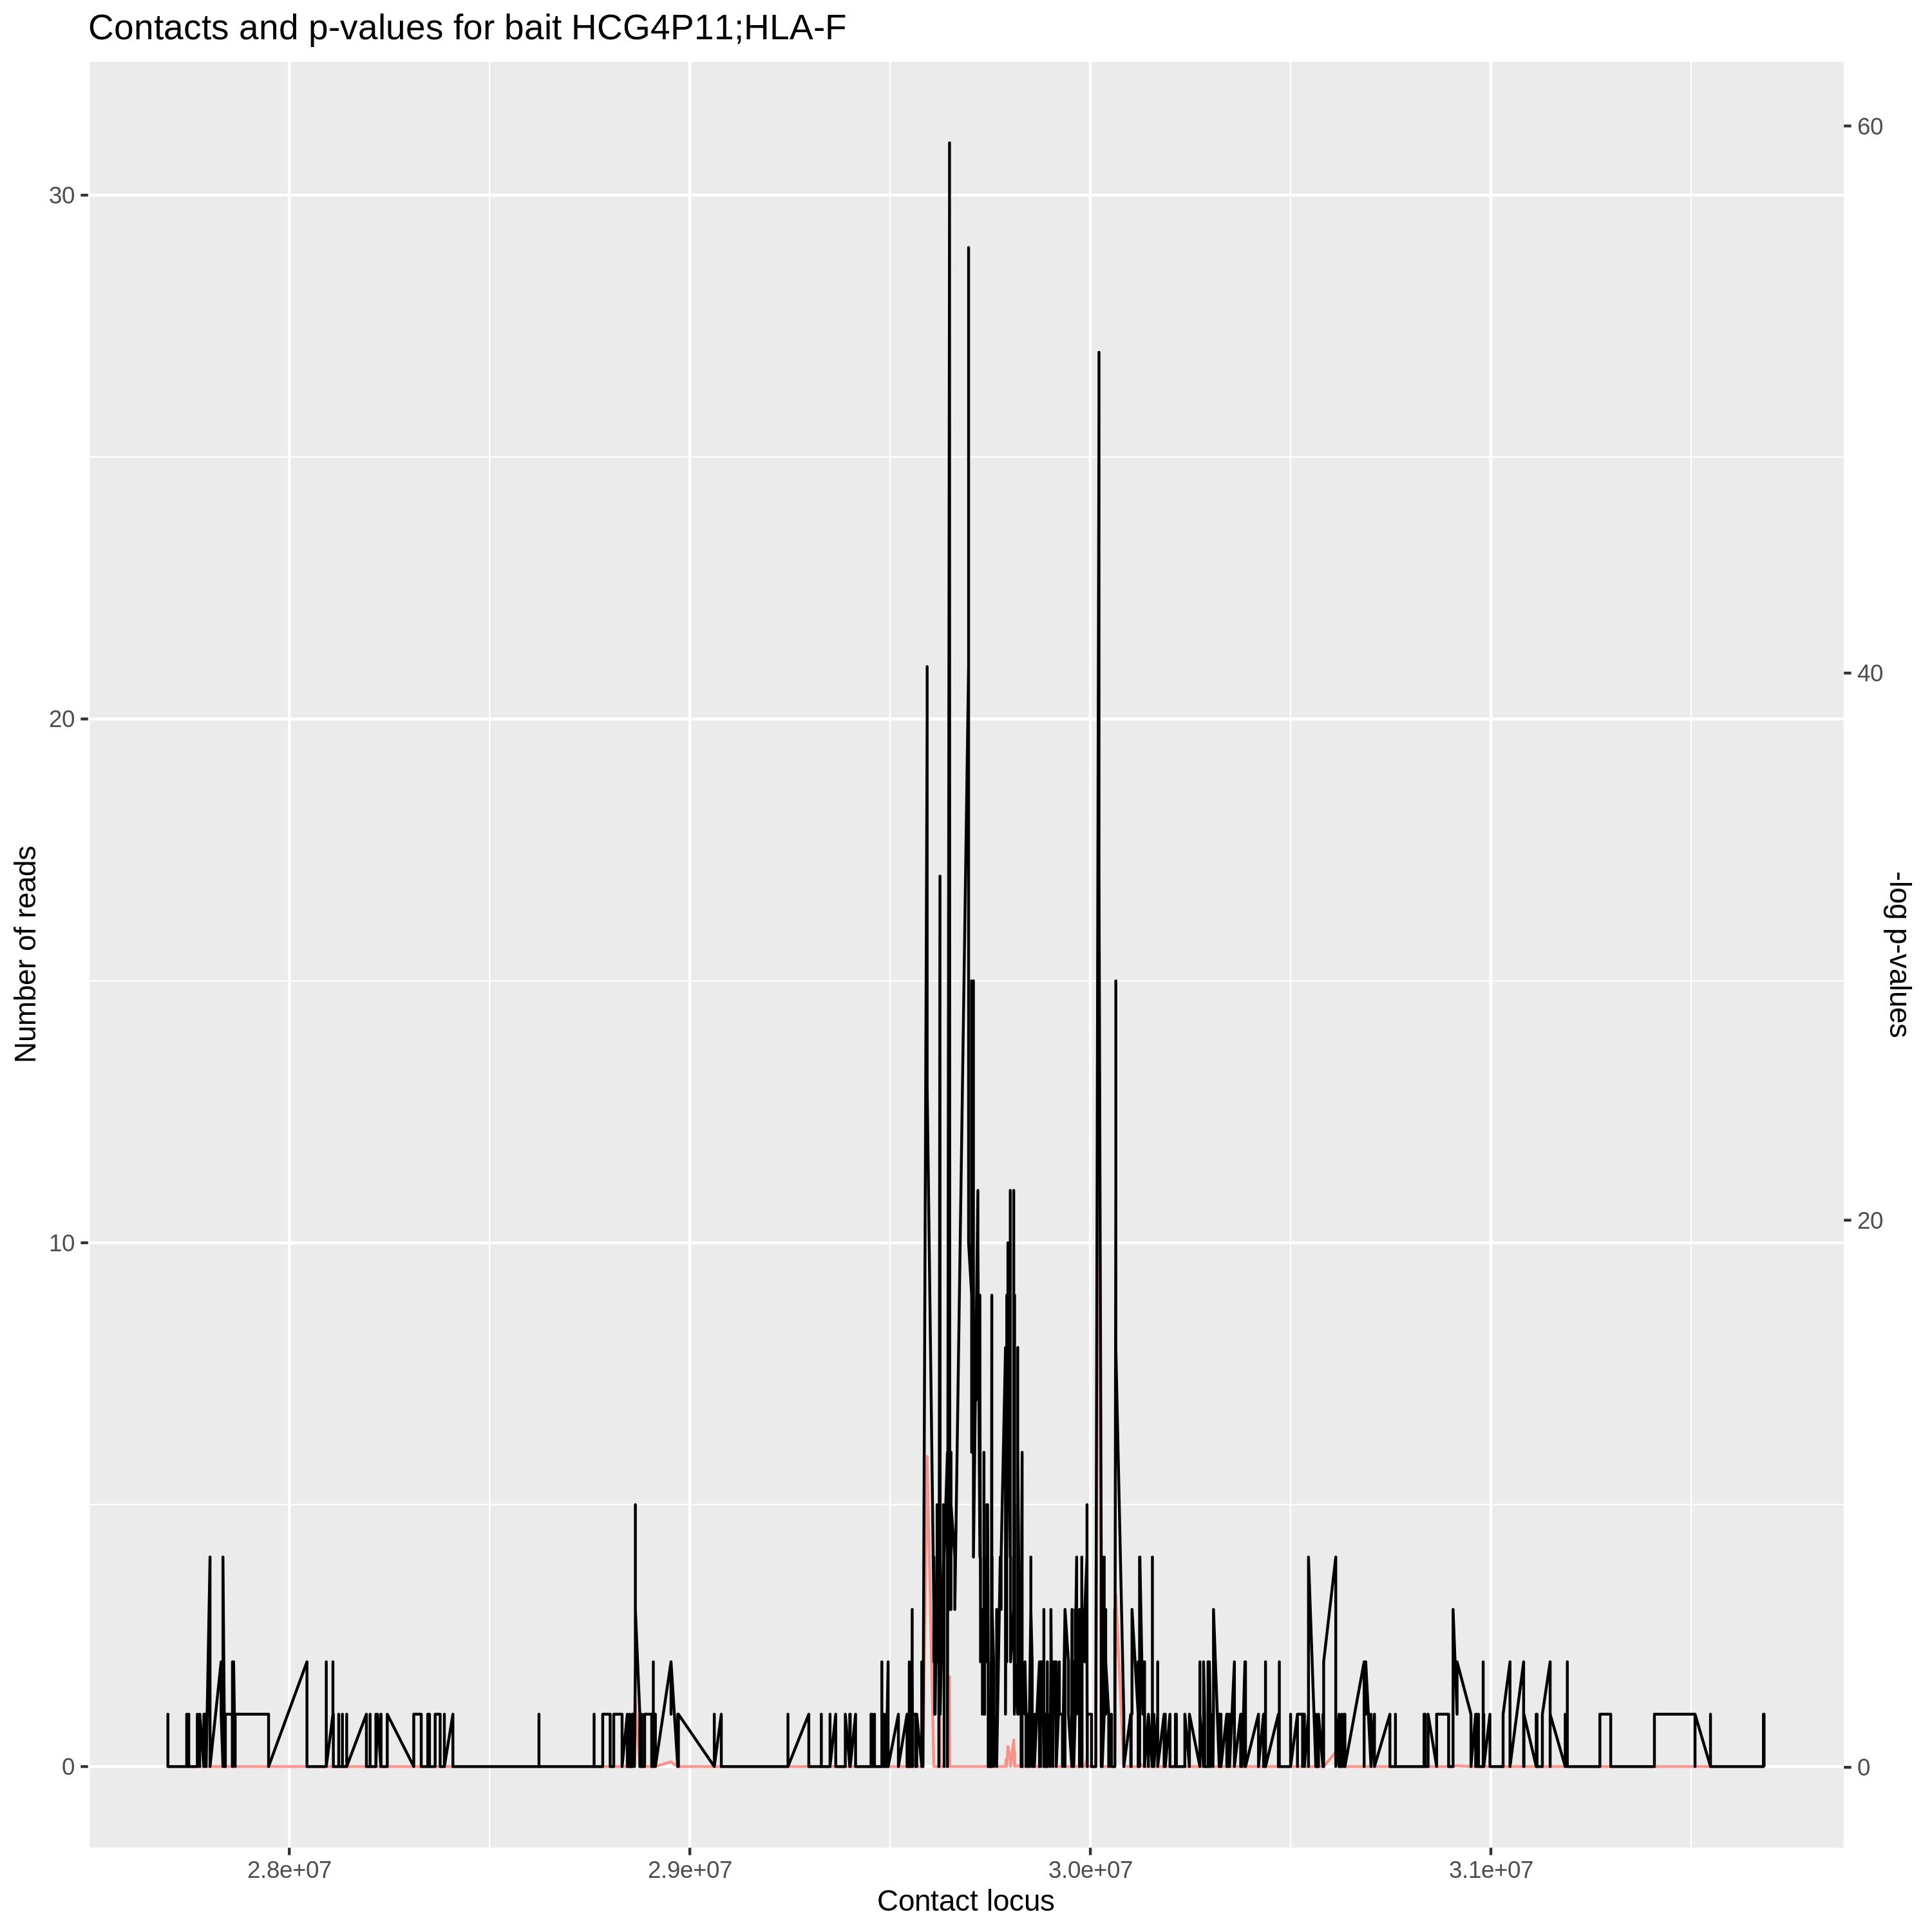 Contacts and p-values for bait HCG4P11;HLA-F
30
20
10
0
Number of reads
60
40
20
0
-log p-values
2.8e+07
2.9e+07
3.0e+07
3.1e+07
Contact locus